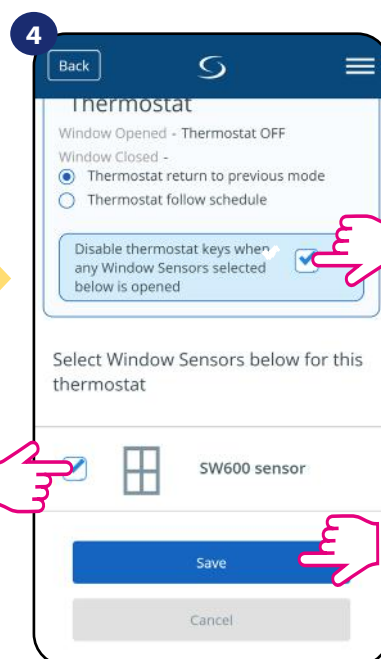 4
Back
Thermostat
Window Opened - Thermostat OFF
Window Closed -
Thermostat return to previous mode
Thermostat follow schedule
Disable thermostat keys when
any Window Sensors selected
below is opened
Select Window Sensors below for this
thermostat
SW600 sensor
Save
Cancel